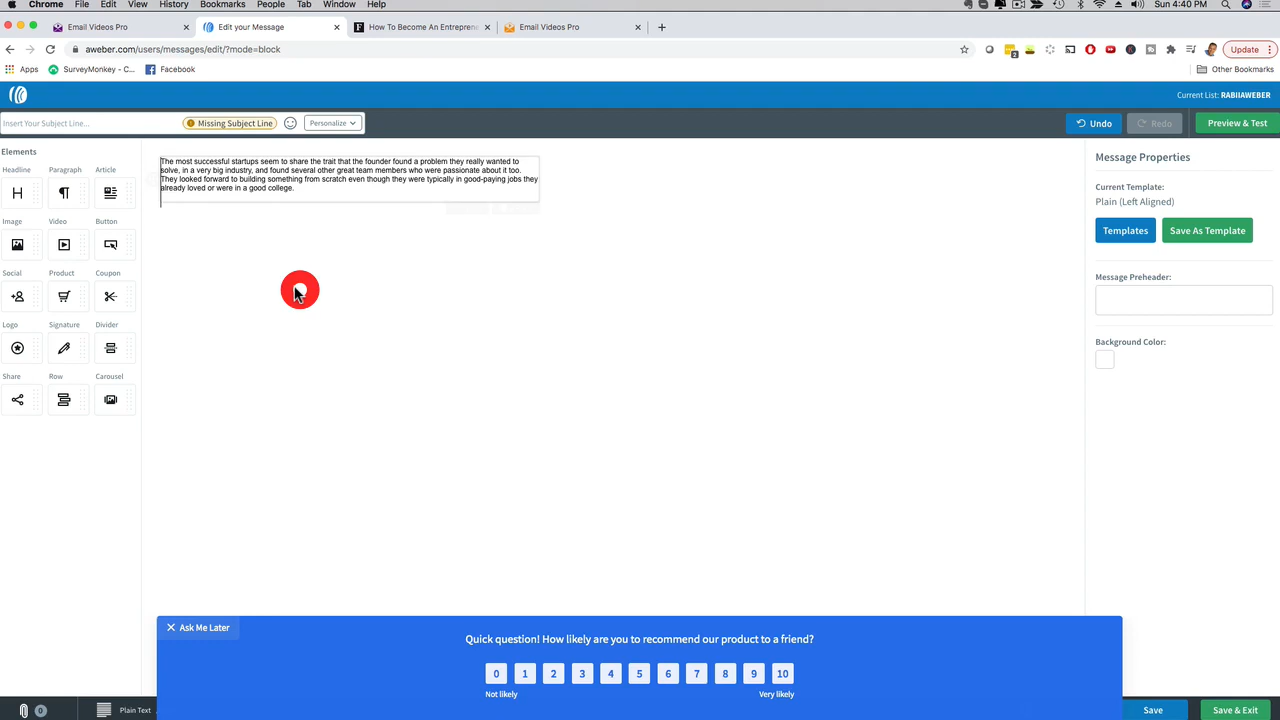 Chrome File Edit View History Bookmarks People Tab Window Help
Sun 4:40 PM
Email Videos Pro
Edit your Message
How To Become An Entreprene
Email Videos Pro
aweber.com/users/messages/edit/?mode=block
2
Update
Apps
SurveyMonkey - C...
Facebook
Other Bookmarks
Current List: RABIIAWEBER
Insert Your Subject Line...
Missing Subject Line
Personalize
Undo
Redo
Preview & Test
Elements
Headline Paragraph Article
H
Image Video Button
Social Product Coupon
Logo Signature Divider
Share Row Carousel
The most successful startups seem to share the trait that the founder found a problem they really wanted to
solve, in a very big industry, and found several other great team members who were passionate about it too.
They looked forward to building something from scratch even though they were typically in good-paying jobs they
already loved or were in a good college.
Message Properties
Current Template:
Plain (Left Aligned)
Templates
Save As Template
Message Preheader:
Background Color:
Ask Me Later
Quick question! How likely are you to recommend our product to a friend?
0 1 2 3 4 5 6 7 8 9 10
Not likely
Very likely
0
Plain Text
Save
Save & Exit